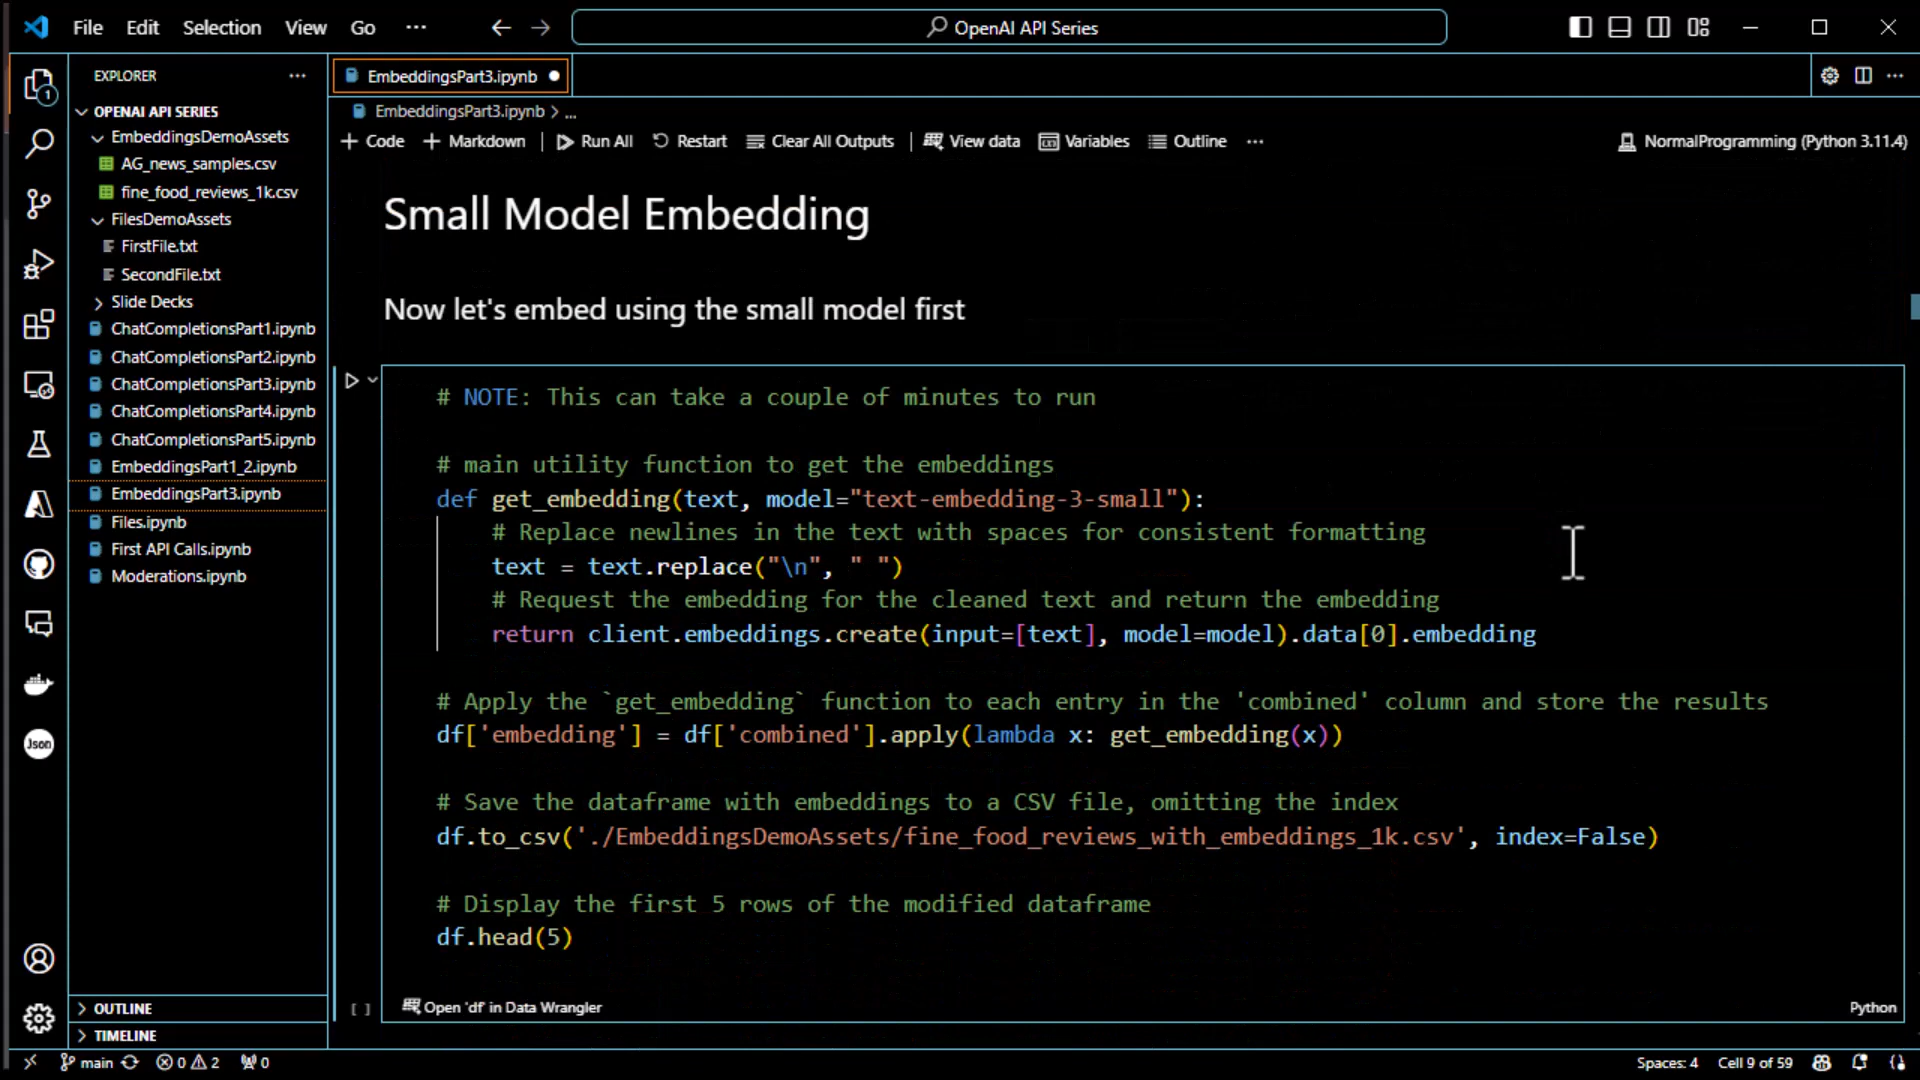 File Edit Selection View Go ···
OpenAI API Series
EXPLORER ···
OPENAI API SERIES
EmbeddingsDemoAssets
AG_news_samples.csv
fine_food_reviews_1k.csv
FilesDemoAssets
FirstFile.txt
SecondFile.txt
Slide Decks
ChatCompletionsPart1.ipynb
ChatCompletionsPart2.ipynb
ChatCompletionsPart3.ipynb
ChatCompletionsPart4.ipynb
ChatCompletionsPart5.ipynb
EmbeddingsPart1_2.ipynb
EmbeddingsPart3.ipynb
Files.ipynb
First API Calls.ipynb
Moderations.ipynb
OUTLINE
TIMELINE
1
Json
EmbeddingsPart3.ipynb
EmbeddingsPart3.ipynb > ...
+ Code + Markdown Run All Restart Clear All Outputs View data Variables Outline ··· NormalProgramming (Python 3.11.4)
Small Model Embedding
Now let's embed using the small model first
# NOTE: This can take a couple of minutes to run
# main utility function to get the embeddings
def get_embedding(text, model="text-embedding-3-small"):
# Replace newlines in the text with spaces for consistent formatting
text = text.replace("\n", " ")
# Request the embedding for the cleaned text and return the embedding
return client.embeddings.create(input=[text], model=model).data[0].embedding
# Apply the `get_embedding` function to each entry in the 'combined' column and store the results
df['embedding'] = df['combined'].apply(lambda x: get_embedding(x))
# Save the dataframe with embeddings to a CSV file, omitting the index
df.to_csv('./EmbeddingsDemoAssets/fine_food_reviews_with_embeddings_1k.csv', index=False)
# Display the first 5 rows of the modified dataframe
df.head(5)
[ ] Open 'df' in Data Wrangler Python
main 0 2 0 Spaces: 4 Cell 9 of 59